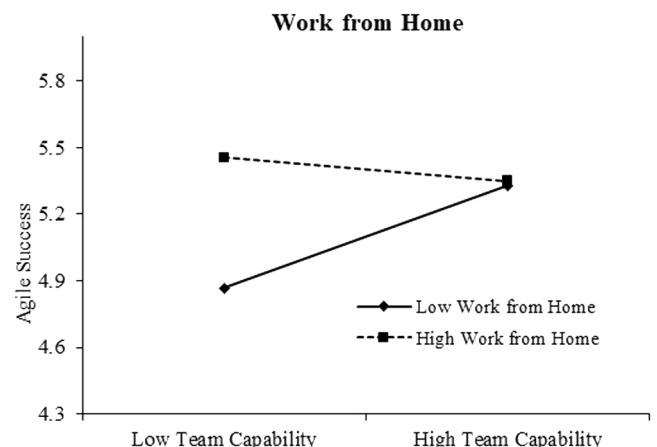 Work from Home
5.8
5.5
5.2
4.9
4.6
4.3
Agile Success
Low Work from Home
High Work from Home
Low Team Capability
High Team Capability